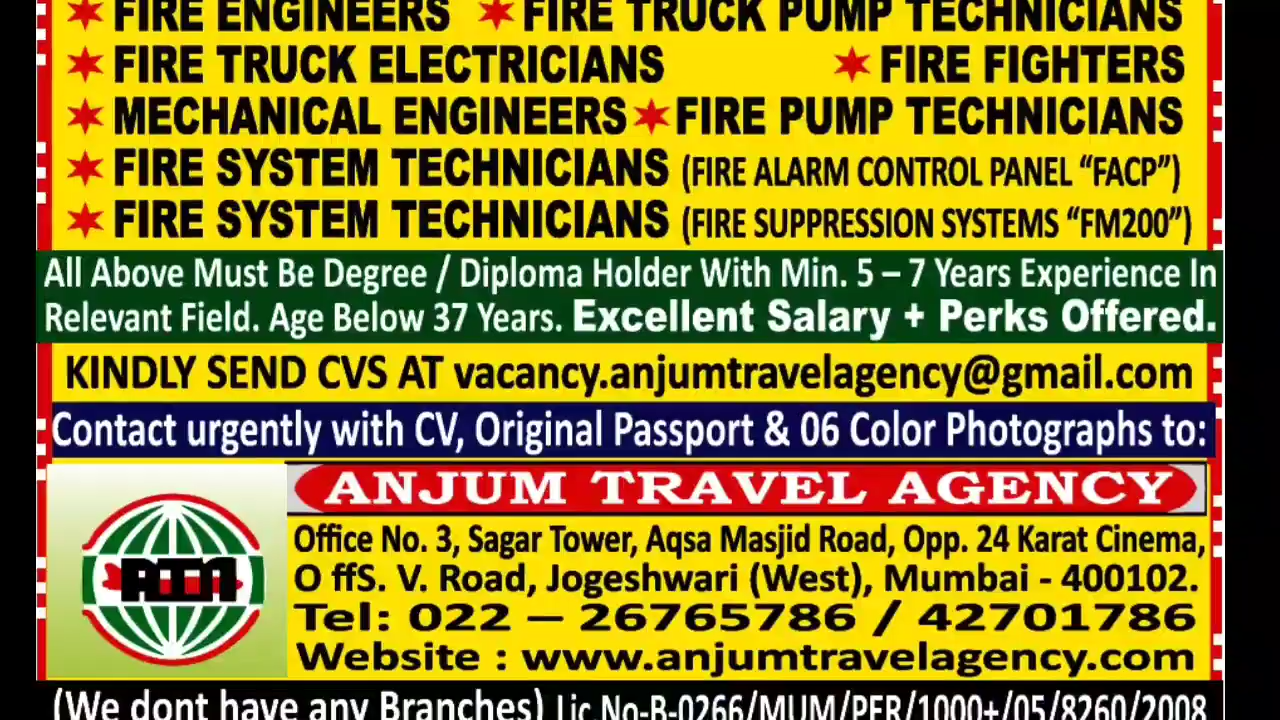 FIRE ENGINEERS FIRE TRUCK PUMP TECHNICIANS
FIRE TRUCK ELECTRICIANS FIRE FIGHTERS
MECHANICAL ENGINEERS FIRE PUMP TECHNICIANS
FIRE SYSTEM TECHNICIANS (FIRE ALARM CONTROL PANEL “FACP”)
FIRE SYSTEM TECHNICIANS (FIRE SUPPRESSION SYSTEMS “FM200”)
All Above Must Be Degree / Diploma Holder With Min. 5 – 7 Years Experience In
Relevant Field. Age Below 37 Years. Excellent Salary + Perks Offered.
KINDLY SEND CVS AT vacancy.anjumtravelagency@gmail.com
Contact urgently with CV, Original Passport & 06 Color Photographs to:
ANJUM TRAVEL AGENCY
ATA
Office No. 3, Sagar Tower, Aqsa Masjid Road, Opp. 24 Karat Cinema,
O ffS. V. Road, Jogeshwari (West), Mumbai - 400102.
Tel: 022 – 26765786 / 42701786
Website : www.anjumtravelagency.com
(We dont have any Branches) Lic.No-B-0266/MUM/PER/1000+/05/8260/2008